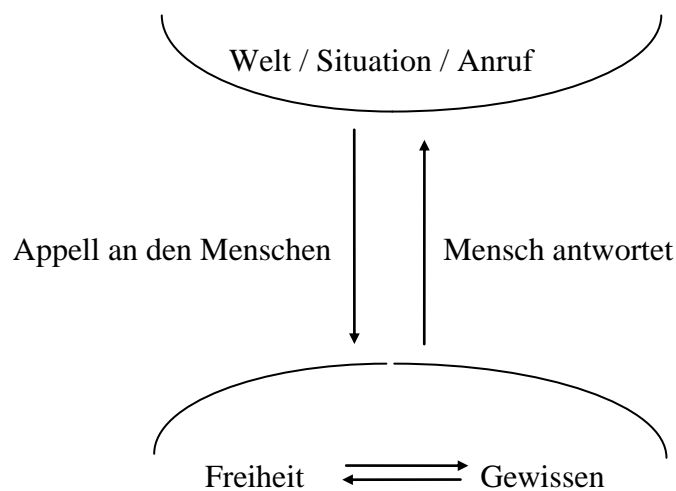 Welt / Situation / Anruf
Appell an den Menschen
Mensch antwortet
Freiheit
Gewissen